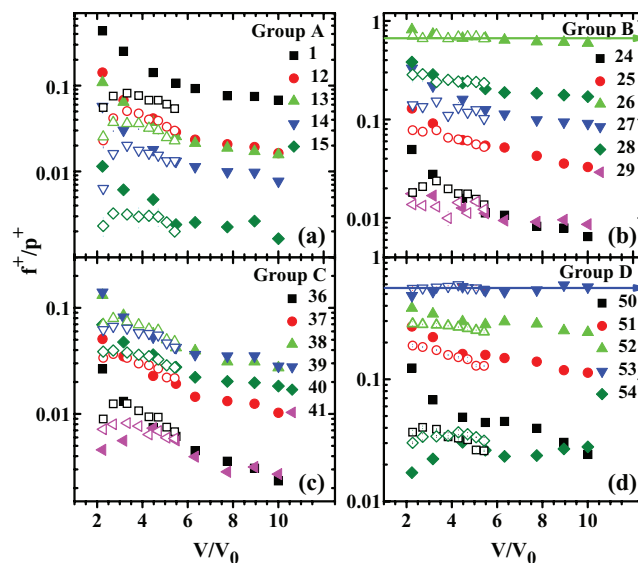 Group A
1
12
13
14
15
(a)
0.1
0.01
Group B
24
25
26
27
28
29
(b)
1
0.1
0.01
f⁺/p⁺
Group C
36
37
38
39
40
41
(c)
0.1
0.01
2 4 6 8 10
V/V₀
Group D
50
51
52
53
54
(d)
1
0.1
0.01
2 4 6 8 10
V/V₀